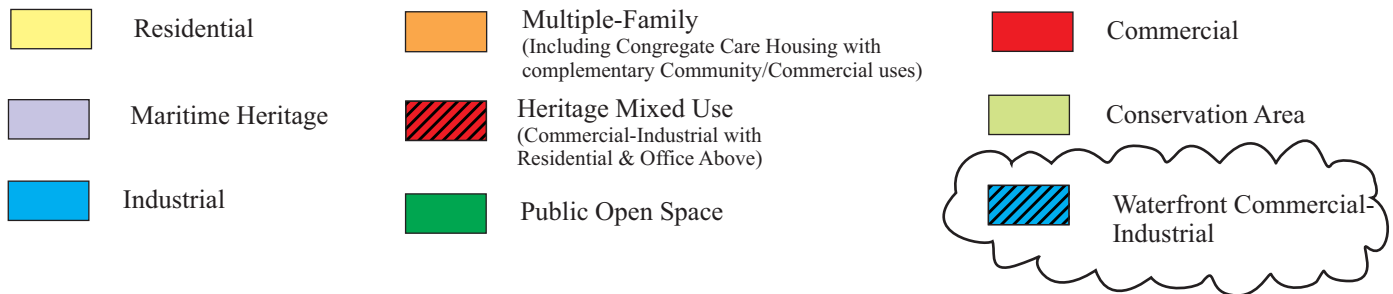 Residential
Maritime Heritage
Industrial
Multiple-Family
(Including Congregate Care Housing with
complementary Community/Commercial uses)
Heritage Mixed Use
(Commercial-Industrial with
Residential & Office Above)
Public Open Space
Commercial
Conservation Area
Waterfront Commercial-
Industrial